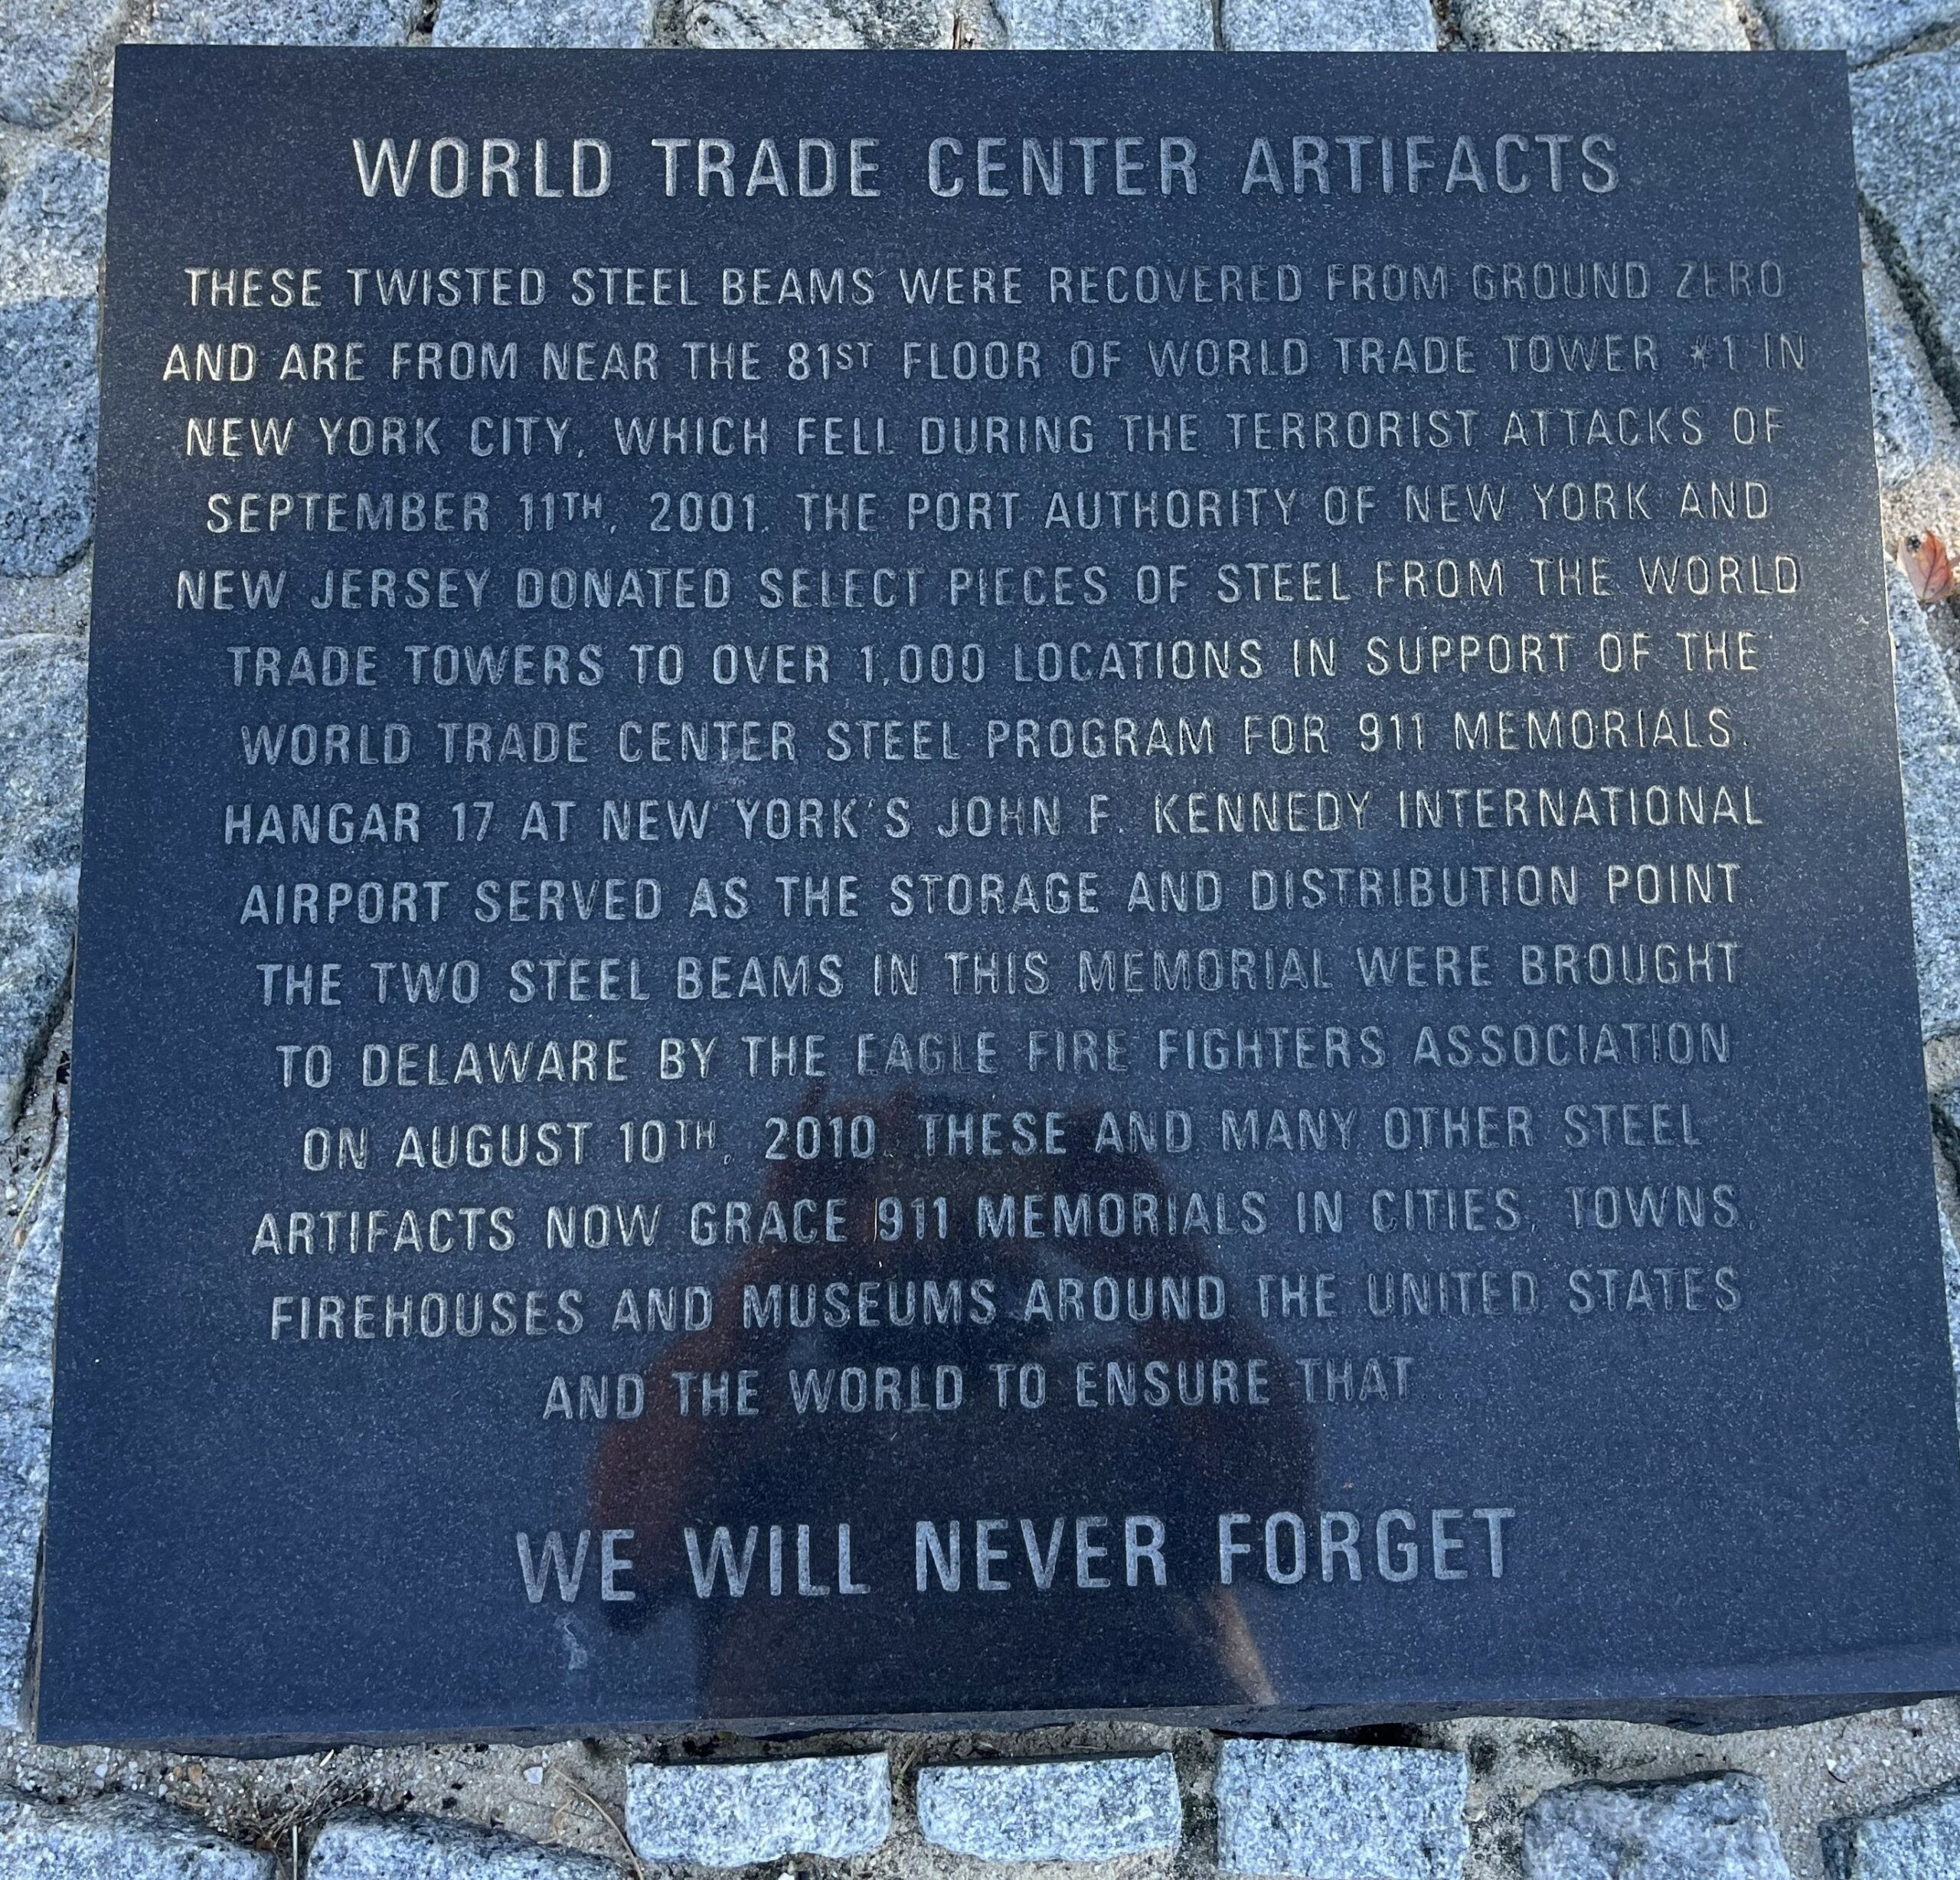 WORLD TRADE CENTER ARTIFACTS
THESE TWISTED STEEL BEAMS WERE RECOVERED FROM GROUND ZERO
AND ARE FROM NEAR THE 81ST FLOOR OF WORLD TRADE TOWER #1 IN
NEW YORK CITY, WHICH FELL DURING THE TERRORIST ATTACKS OF
SEPTEMBER 11TH, 2001. THE PORT AUTHORITY OF NEW YORK AND
NEW JERSEY DONATED SELECT PIECES OF STEEL FROM THE WORLD
TRADE TOWERS TO OVER 1,000 LOCATIONS IN SUPPORT OF THE
WORLD TRADE CENTER STEEL PROGRAM FOR 911 MEMORIALS.
HANGAR 17 AT NEW YORK'S JOHN F. KENNEDY INTERNATIONAL
AIRPORT SERVED AS THE STORAGE AND DISTRIBUTION POINT.
THE TWO STEEL BEAMS IN THIS MEMORIAL WERE BROUGHT
TO DELAWARE BY THE EAGLE FIRE FIGHTERS ASSOCIATION
ON AUGUST 10TH, 2010. THESE AND MANY OTHER STEEL
ARTIFACTS NOW GRACE 911 MEMORIALS IN CITIES, TOWNS,
FIREHOUSES AND MUSEUMS AROUND THE UNITED STATES
AND THE WORLD TO ENSURE THAT ...
WE WILL NEVER FORGET